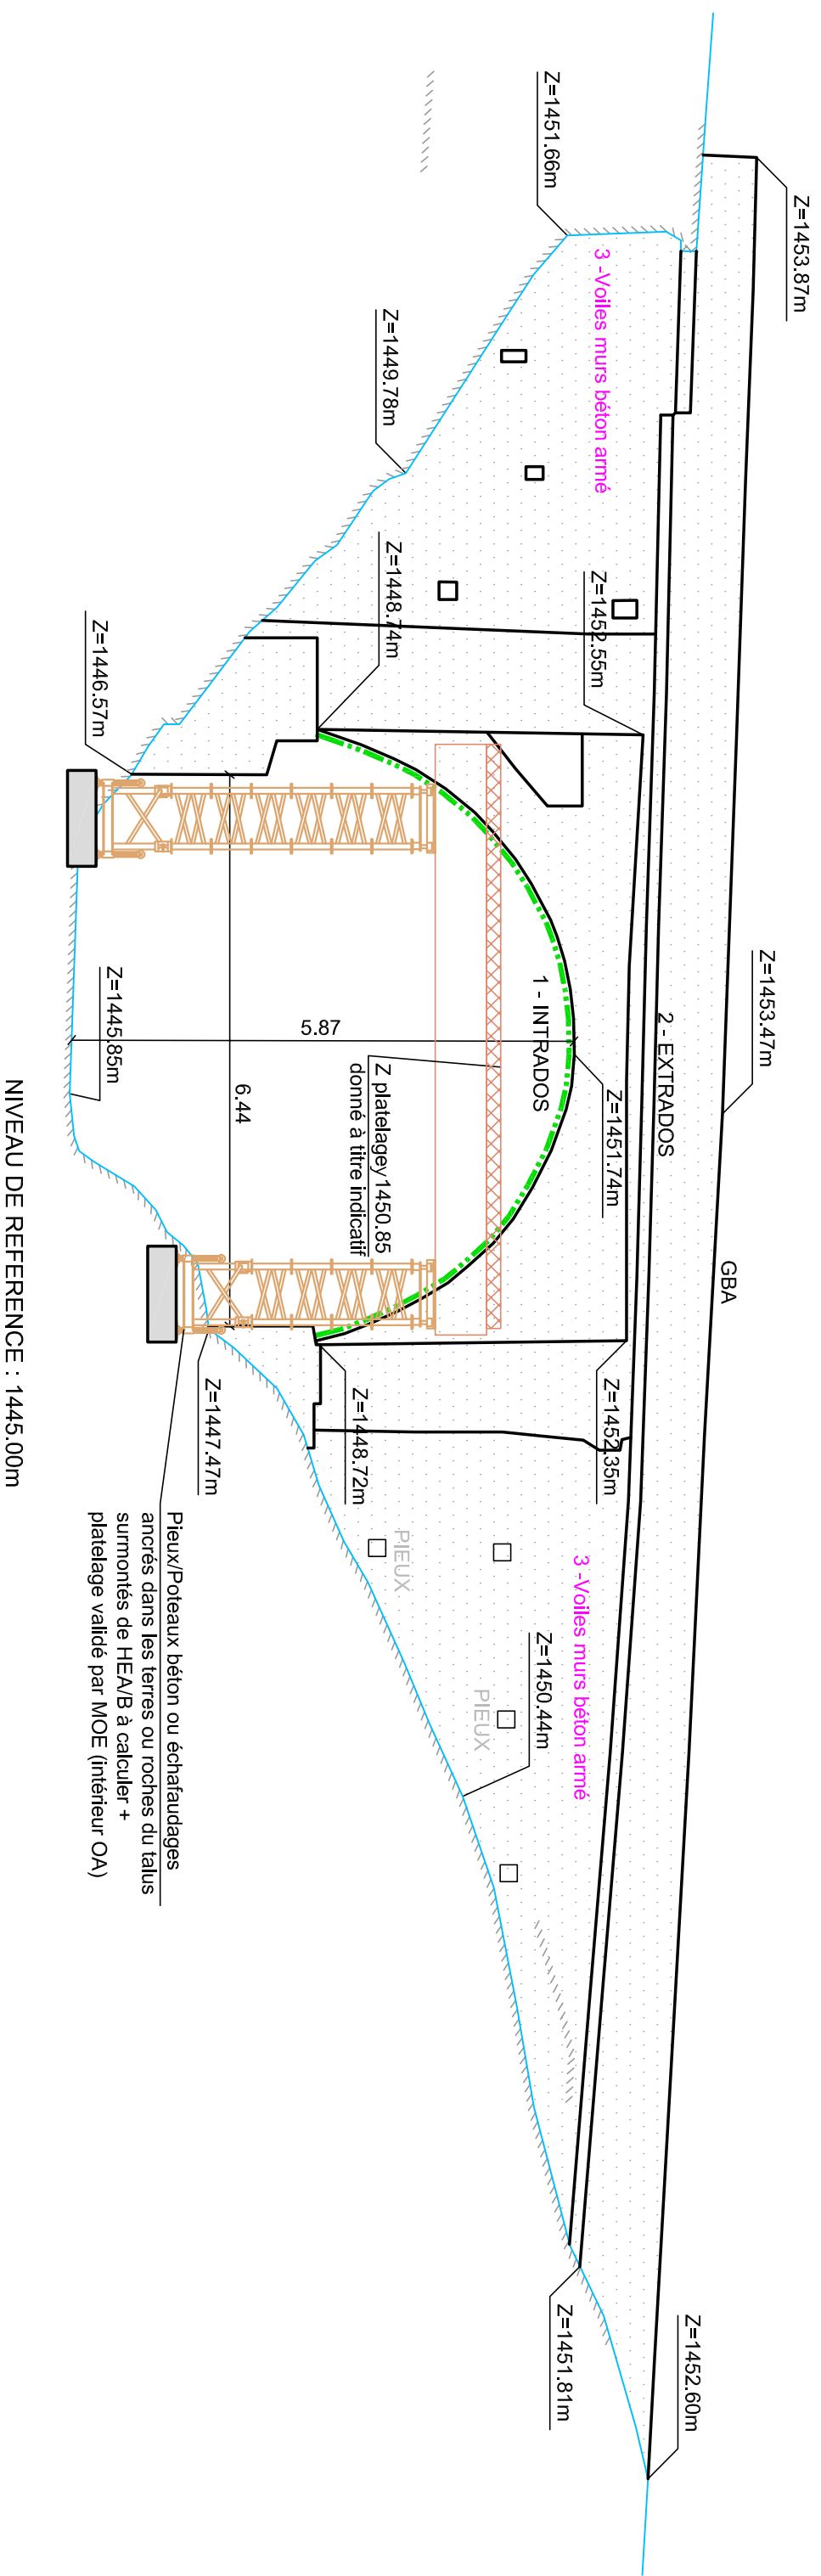 Z=1453.87m
Z=1451.66m
3 -Voiles murs béton armé
Z=1449.78m
Z=1452.55m
Z=1448.74m
Z=1446.57m
Z=1453.47m
2 - EXTRADOS
1 - INTRADOS
Z=1451.74m
GBA
5.87
Z platelagey1450.85
donné à titre indicatif
6.44
Z=1445.85m
Z=1452.35m
Z=1448.72m
Z=1447.47m
3 -Voiles murs béton armé
PIEUX
PIEUX
Z=1450.44m
Pieux/Poteaux béton ou échafaudages
ancrés dans les terres ou roches du talus
surmontés de HEA/B à calculer +
platelage validé par MOE (intérieur OA)
Z=1452.60m
Z=1451.81m
NIVEAU DE REFERENCE : 1445.00m